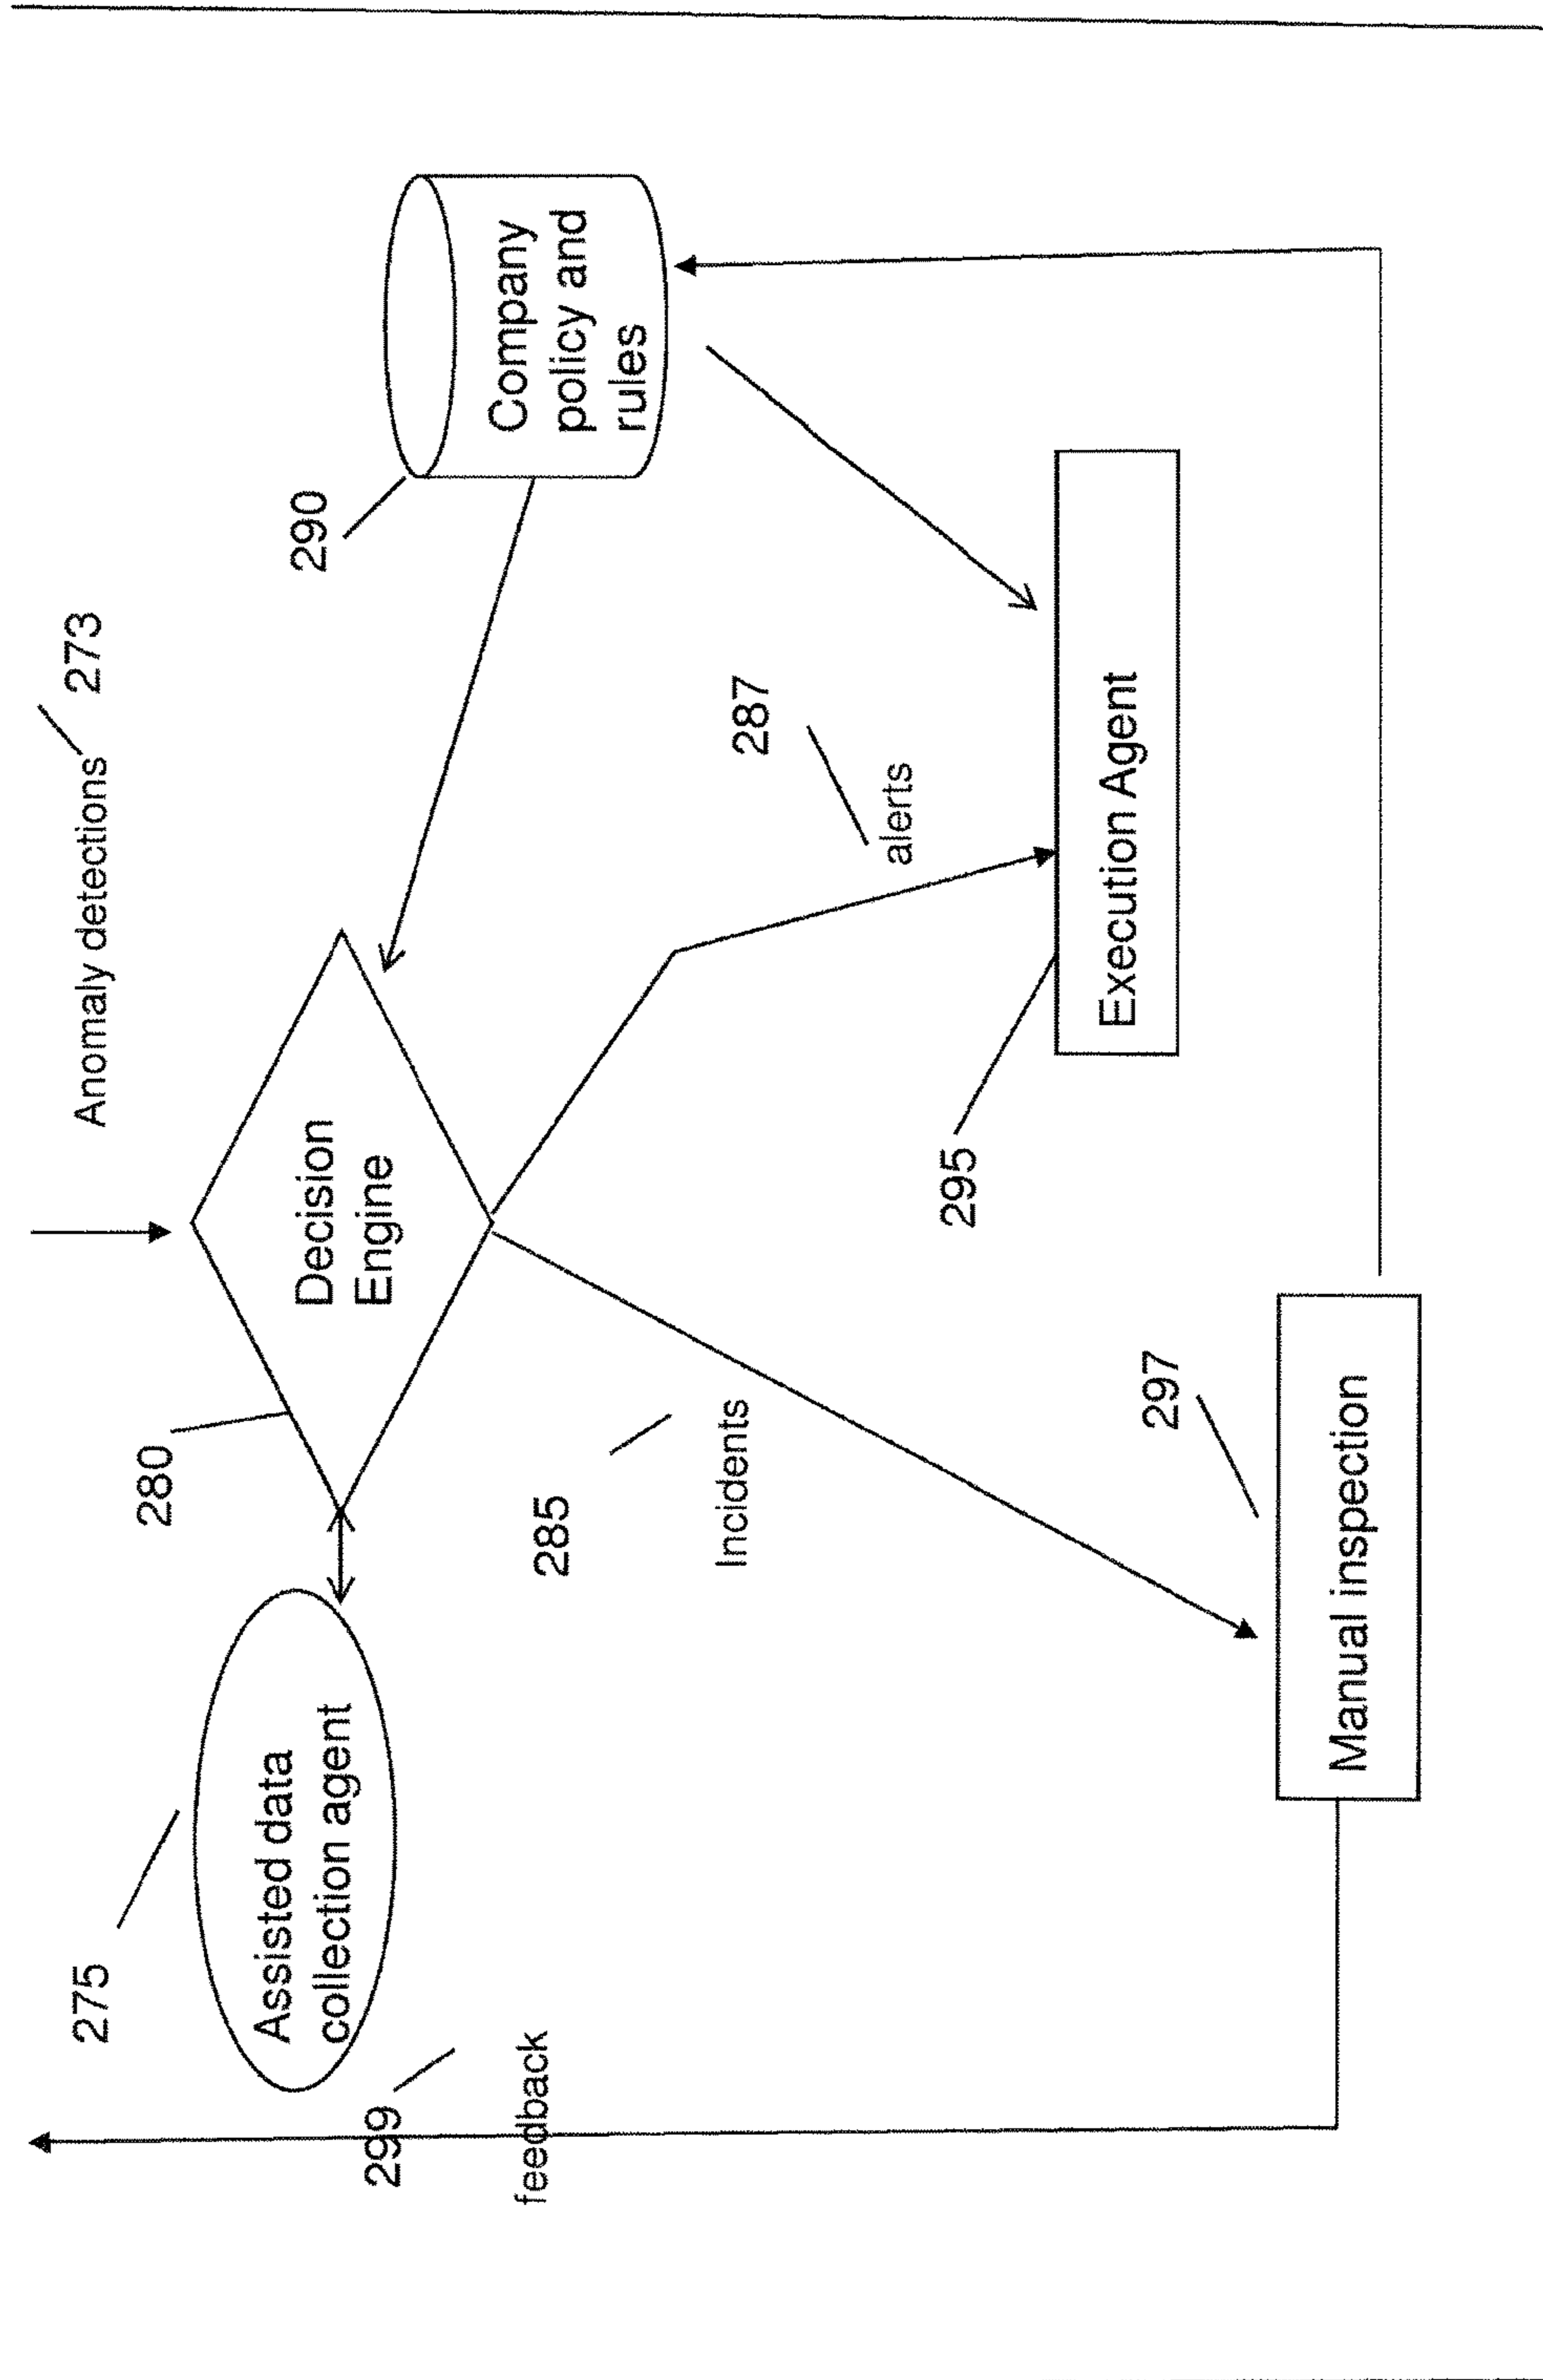 Anomaly detections
273
275
280
Assisted data
collection agent
Decision
Engine
290
Company
policy and
rules
299
feedback
285
Incidents
287
alerts
295
Execution Agent
297
Manual inspection